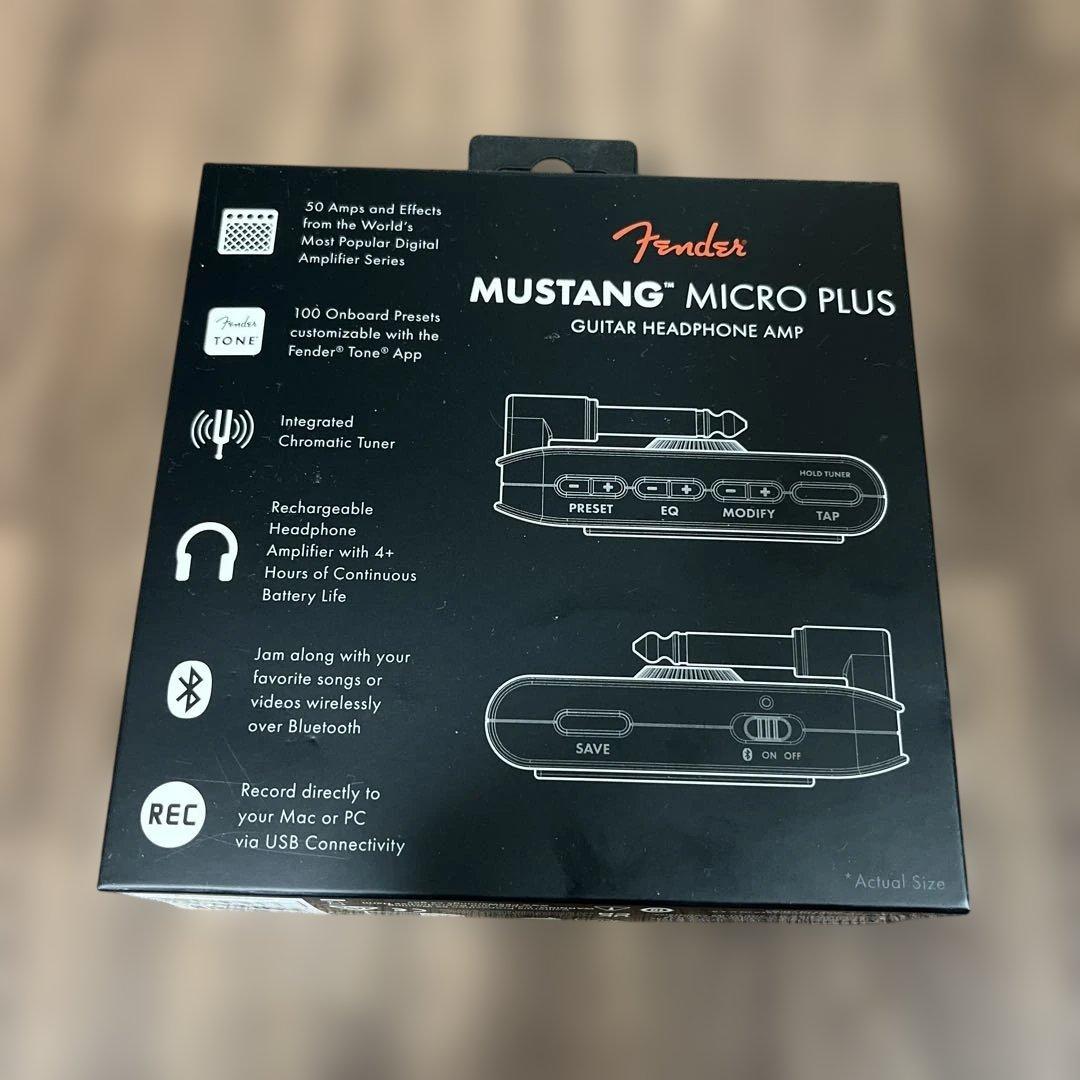 50 Amps and Effects
from the World's
Most Popular Digital
Amplifier Series
Fender
TONE
100 Onboard Presets
customizable with the
Fender® Tone® App
Integrated
Chromatic Tuner
Rechargeable
Headphone
Amplifier with 4+
Hours of Continuous
Battery Life
Jam along with your
favorite songs or
videos wirelessly
over Bluetooth
REC
Record directly to
your Mac or PC
via USB Connectivity
Fender®
MUSTANG™ MICRO PLUS
GUITAR HEADPHONE AMP
HOLD TUNER
- + - + - +
PRESET EQ MODIFY TAP
SAVE
ON OFF
*Actual Size